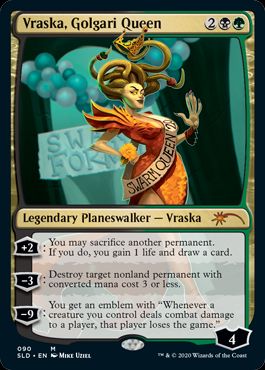 Vraska, Golgari Queen 2
SW
FOR
SWARM QUEEN
Legendary Planeswalker — Vraska
+2: You may sacrifice another permanent.
If you do, you gain 1 life and draw a card.
−3: Destroy target nonland permanent with
converted mana cost 3 or less.
−9: You get an emblem with “Whenever a
creature you control deals combat damage
to a player, that player loses the game.”
4
090 M
SLD • EN MIKE UZIEL ™ & © 2020 Wizards of the Coast